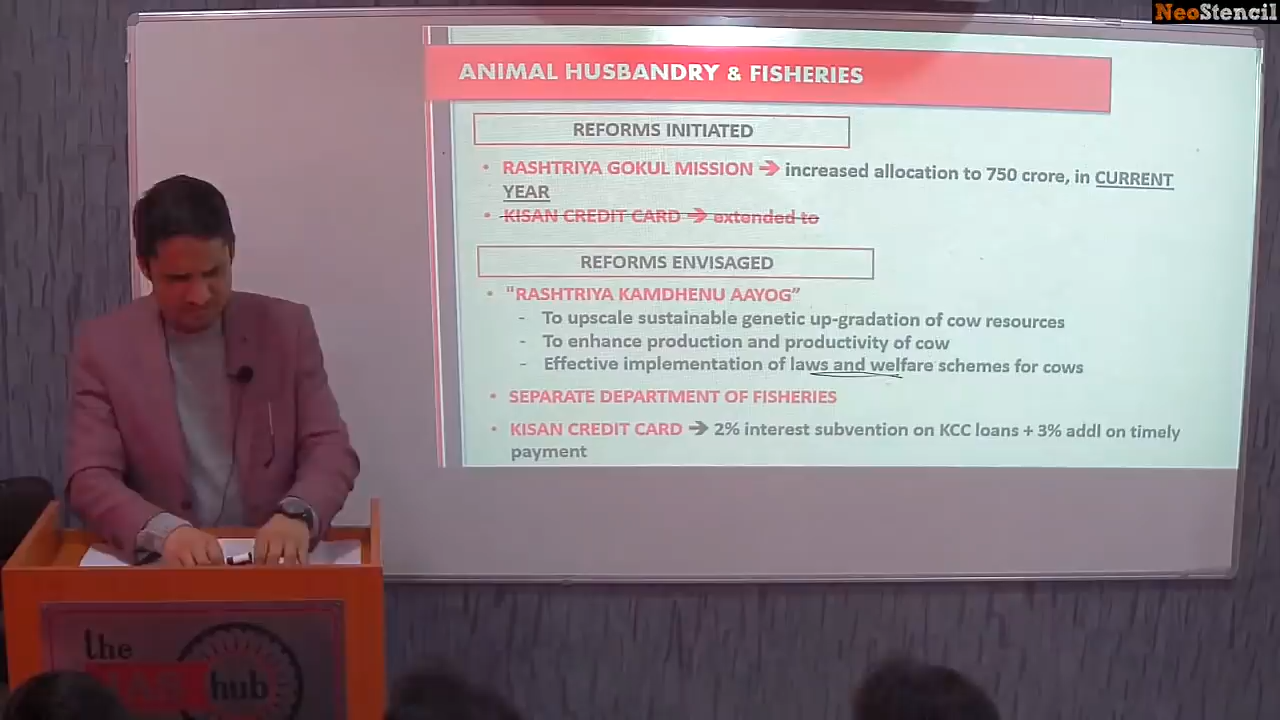 NeoStencil
ANIMAL HUSBANDRY & FISHERIES
REFORMS INITIATED
• RASHTRIYA GOKUL MISSION ➔ increased allocation to 750 crore, in CURRENT
YEAR
• KISAN CREDIT CARD ➔ extended to
REFORMS ENVISAGED
• "RASHTRIYA KAMDHENU AAYOG”
- To upscale sustainable genetic up-gradation of cow resources
- To enhance production and productivity of cow
- Effective implementation of laws and welfare schemes for cows
• SEPARATE DEPARTMENT OF FISHERIES
• KISAN CREDIT CARD ➔ 2% interest subvention on KCC loans + 3% addl on timely
payment
the
IAS hub